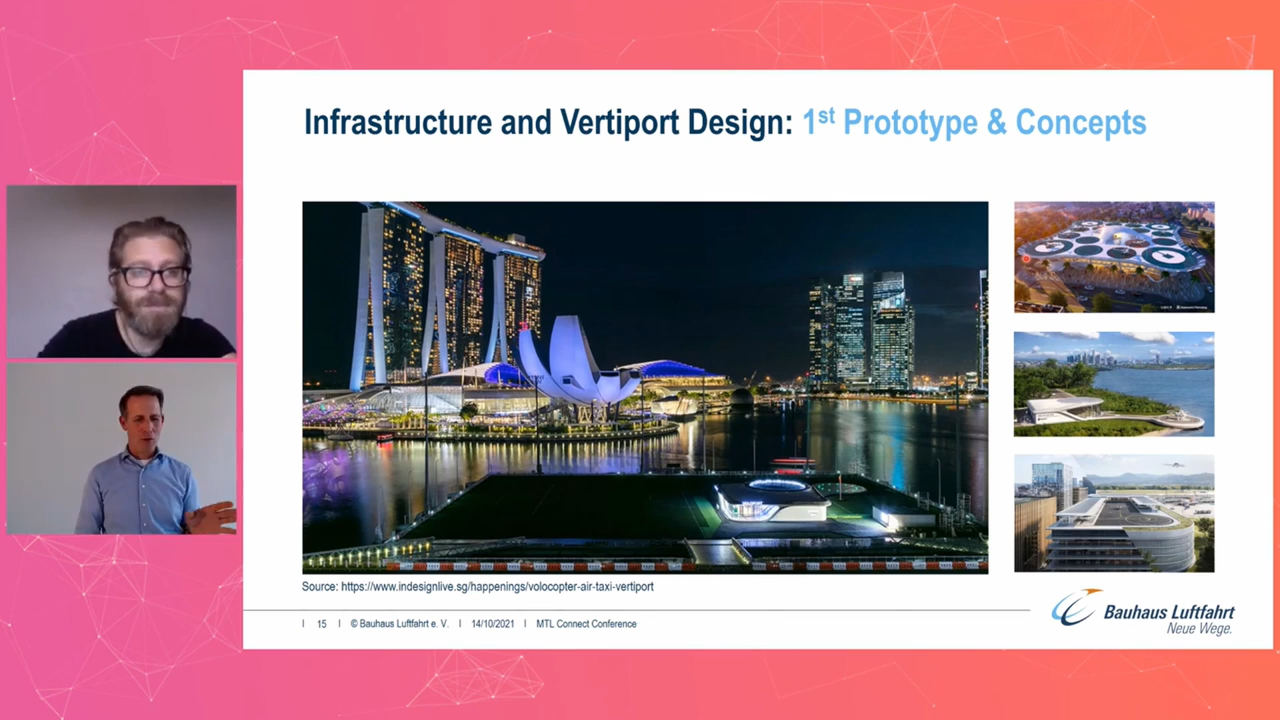 Infrastructure and Vertiport Design: 1st Prototype & Concepts
Source: https://www.indesignlive.sg/happenings/volocopter-air-taxi-vertiport
| 15 | © Bauhaus Luftfahrt e. V. | 14/10/2021 | MTL Connect Conference
Bauhaus Luftfahrt
Neue Wege.